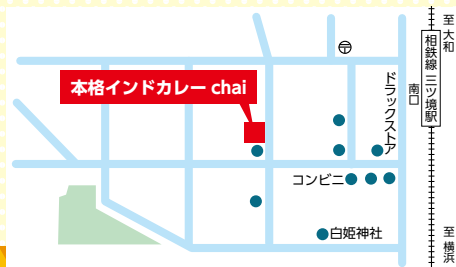 至大和
相鉄線 三ツ境駅
南口
〶
ドラックストア
本格インドカレー chai
コンビニ
白姫神社
至横浜